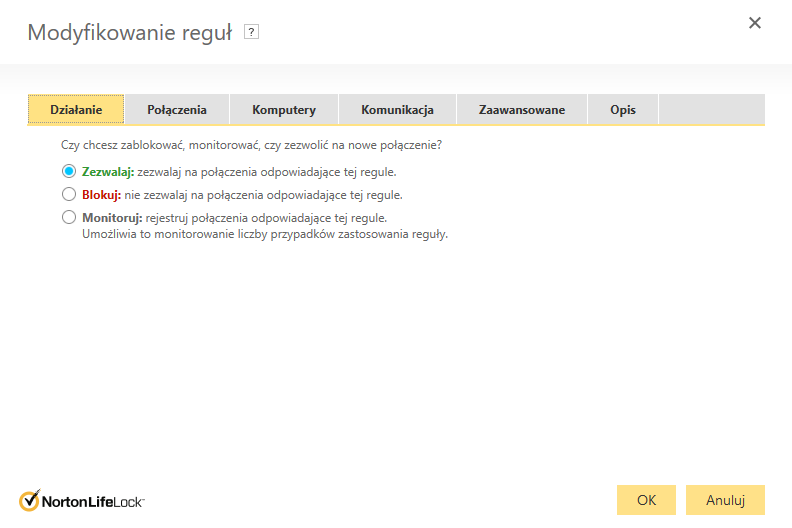 Modyfikowanie reguł ?
Działanie Połączenia Komputery Komunikacja Zaawansowane Opis
Czy chcesz zablokować, monitorować, czy zezwolić na nowe połączenie?
Zezwalaj: zezwalaj na połączenia odpowiadające tej regule.
Blokuj: nie zezwalaj na połączenia odpowiadające tej regule.
Monitoruj: rejestruj połączenia odpowiadające tej regule.
Umożliwia to monitorowanie liczby przypadków zastosowania reguły.
NortonLifeLock™ OK Anuluj